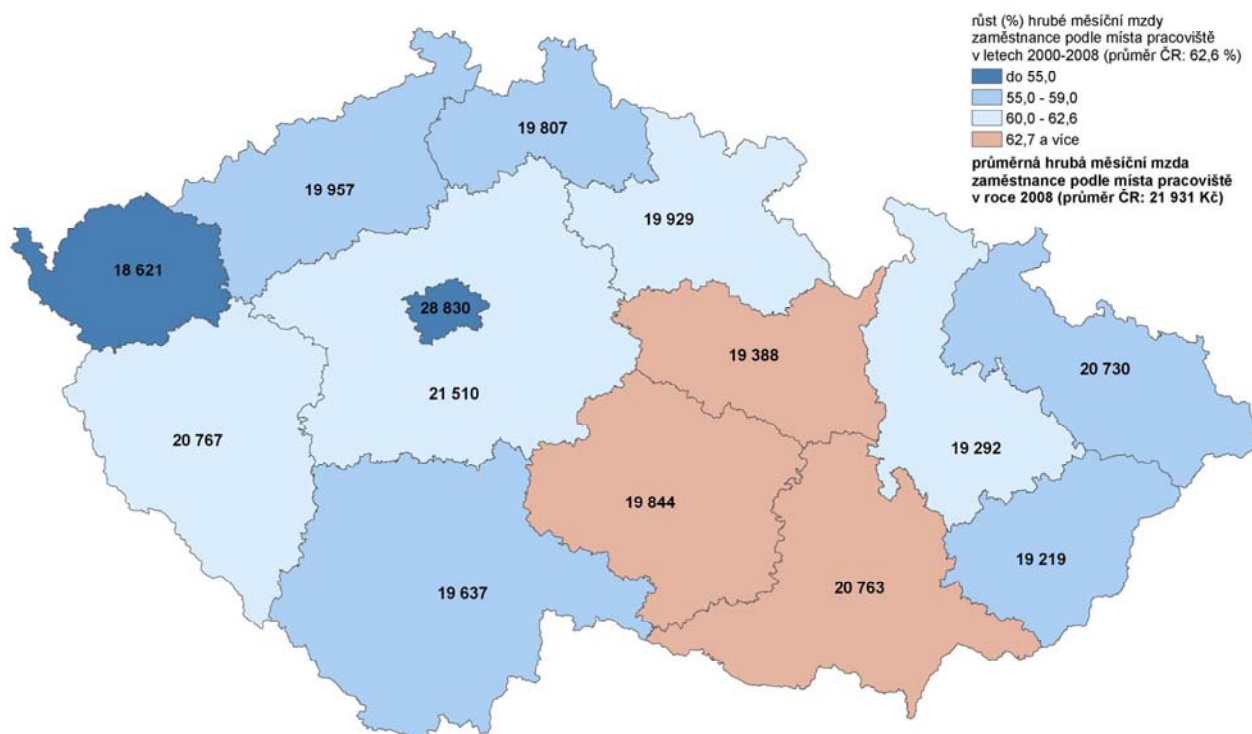 růst (%) hrubé měsíční mzdy
zaměstnance podle místa pracoviště
v letech 2000-2008 (průměr ČR: 62,6 %)
do 55,0
55,0 - 59,0
60,0 - 62,6
62,7 a více
průměrná hrubá měsíční mzda
zaměstnance podle místa pracoviště
v roce 2008 (průměr ČR: 21 931 Kč)
19 807
19 957
19 929
18 621
28 830
19 388
20 730
21 510
20 767
19 292
19 844
19 219
20 763
19 637